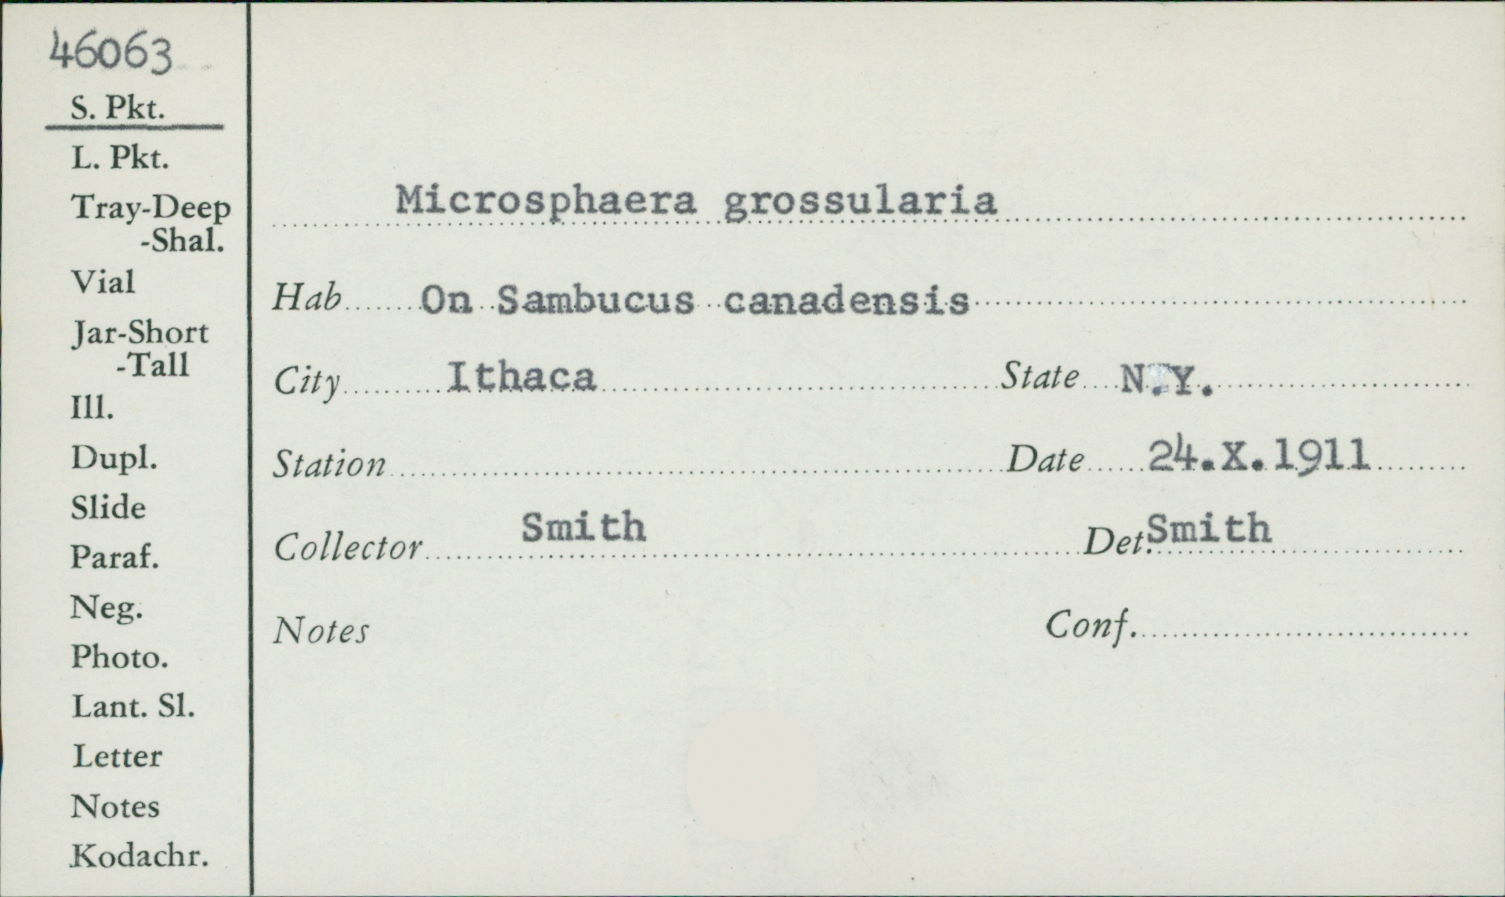 46063
S. Pkt.
L. Pkt.
Tray-Deep
-Shal.
Vial
Jar-Short
-Tall
Ill.
Dupl.
Slide
Paraf.
Neg.
Photo.
Lant. Sl.
Letter
Notes
Kodachr.
Microsphaera grossularia
Hab On Sambucus canadensis
City Ithaca State N.Y.
Station Date 24.X.1911
Collector Smith Det. Smith
Notes Conf.